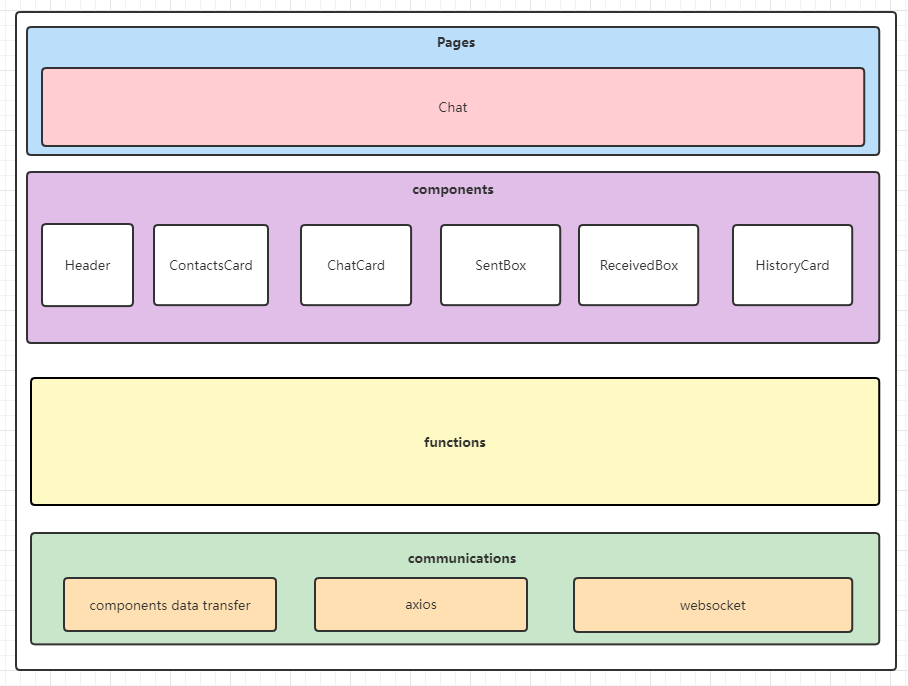 Pages
Chat
components
Header
ContactsCard
ChatCard
SentBox
ReceivedBox
HistoryCard
functions
communications
components data transfer
axios
websocket